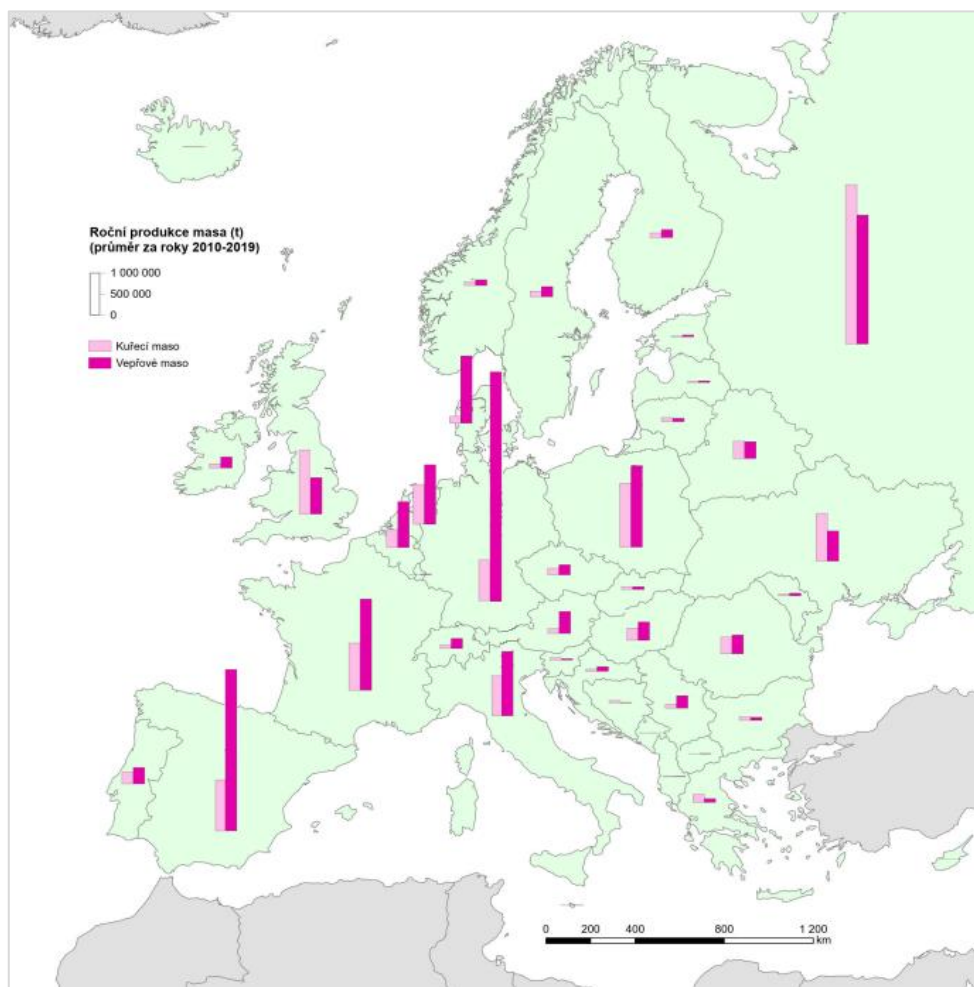 Roční produkce masa (t)
(průměr za roky 2010-2019)
1 000 000
500 000
0
Kuřecí maso
Vepřové maso
0 200 400 800 1 200
km